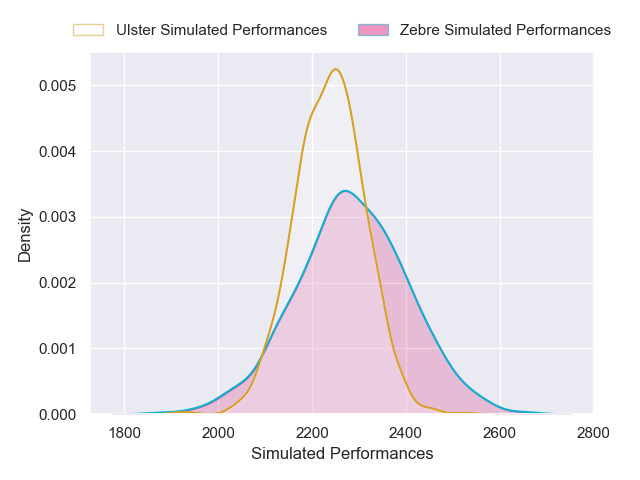 Ulster Simulated Performances Zebre Simulated Performances
0.005
0.004
0.003
0.002
0.001
0.000
Density
1800 2000 2200 2400 2600 2800
Simulated Performances